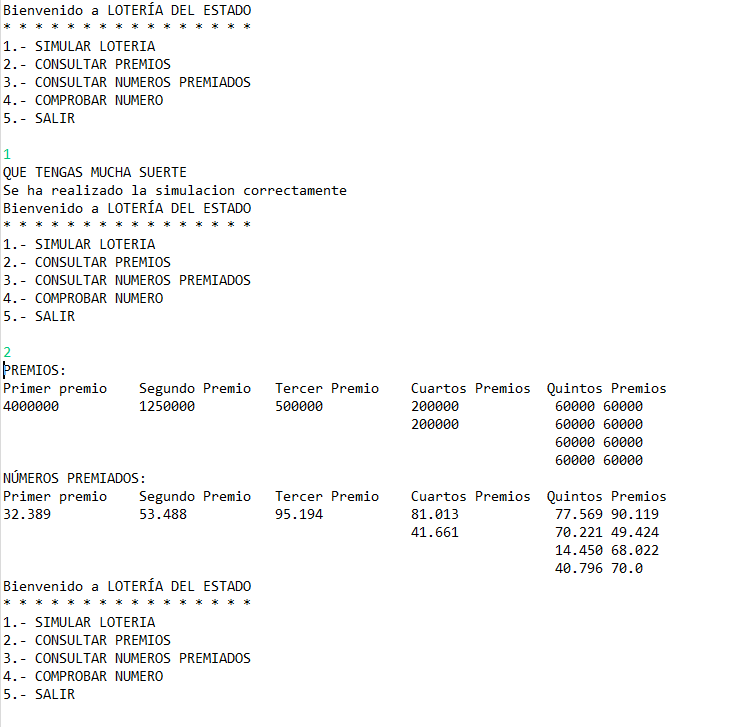 Bienvenido a LOTERÍA DEL ESTADO
* * * * * * * * * * * * * *
1.- SIMULAR LOTERIA
2.- CONSULTAR PREMIOS
3.- CONSULTAR NUMEROS PREMIADOS
4.- COMPROBAR NUMERO
5.- SALIR
1
QUE TENGAS MUCHA SUERTE
Se ha realizado la simulacion correctamente
Bienvenido a LOTERÍA DEL ESTADO
* * * * * * * * * * * * * *
1.- SIMULAR LOTERIA
2.- CONSULTAR PREMIOS
3.- CONSULTAR NUMEROS PREMIADOS
4.- COMPROBAR NUMERO
5.- SALIR
2
PREMIOS:
Primer premio    Segundo Premio   Tercer Premio    Cuartos Premios  Quintos Premios
4000000          1250000          500000           200000            60000 60000
                                                   200000            60000 60000
                                                                     60000 60000
                                                                     60000 60000
NÚMEROS PREMIADOS:
Primer premio    Segundo Premio   Tercer Premio    Cuartos Premios  Quintos Premios
32.389           53.488           95.194           81.013            77.569 90.119
                                                   41.661            70.221 49.424
                                                                     14.450 68.022
                                                                     40.796 70.0
Bienvenido a LOTERÍA DEL ESTADO
* * * * * * * * * * * * * *
1.- SIMULAR LOTERIA
2.- CONSULTAR PREMIOS
3.- CONSULTAR NUMEROS PREMIADOS
4.- COMPROBAR NUMERO
5.- SALIR